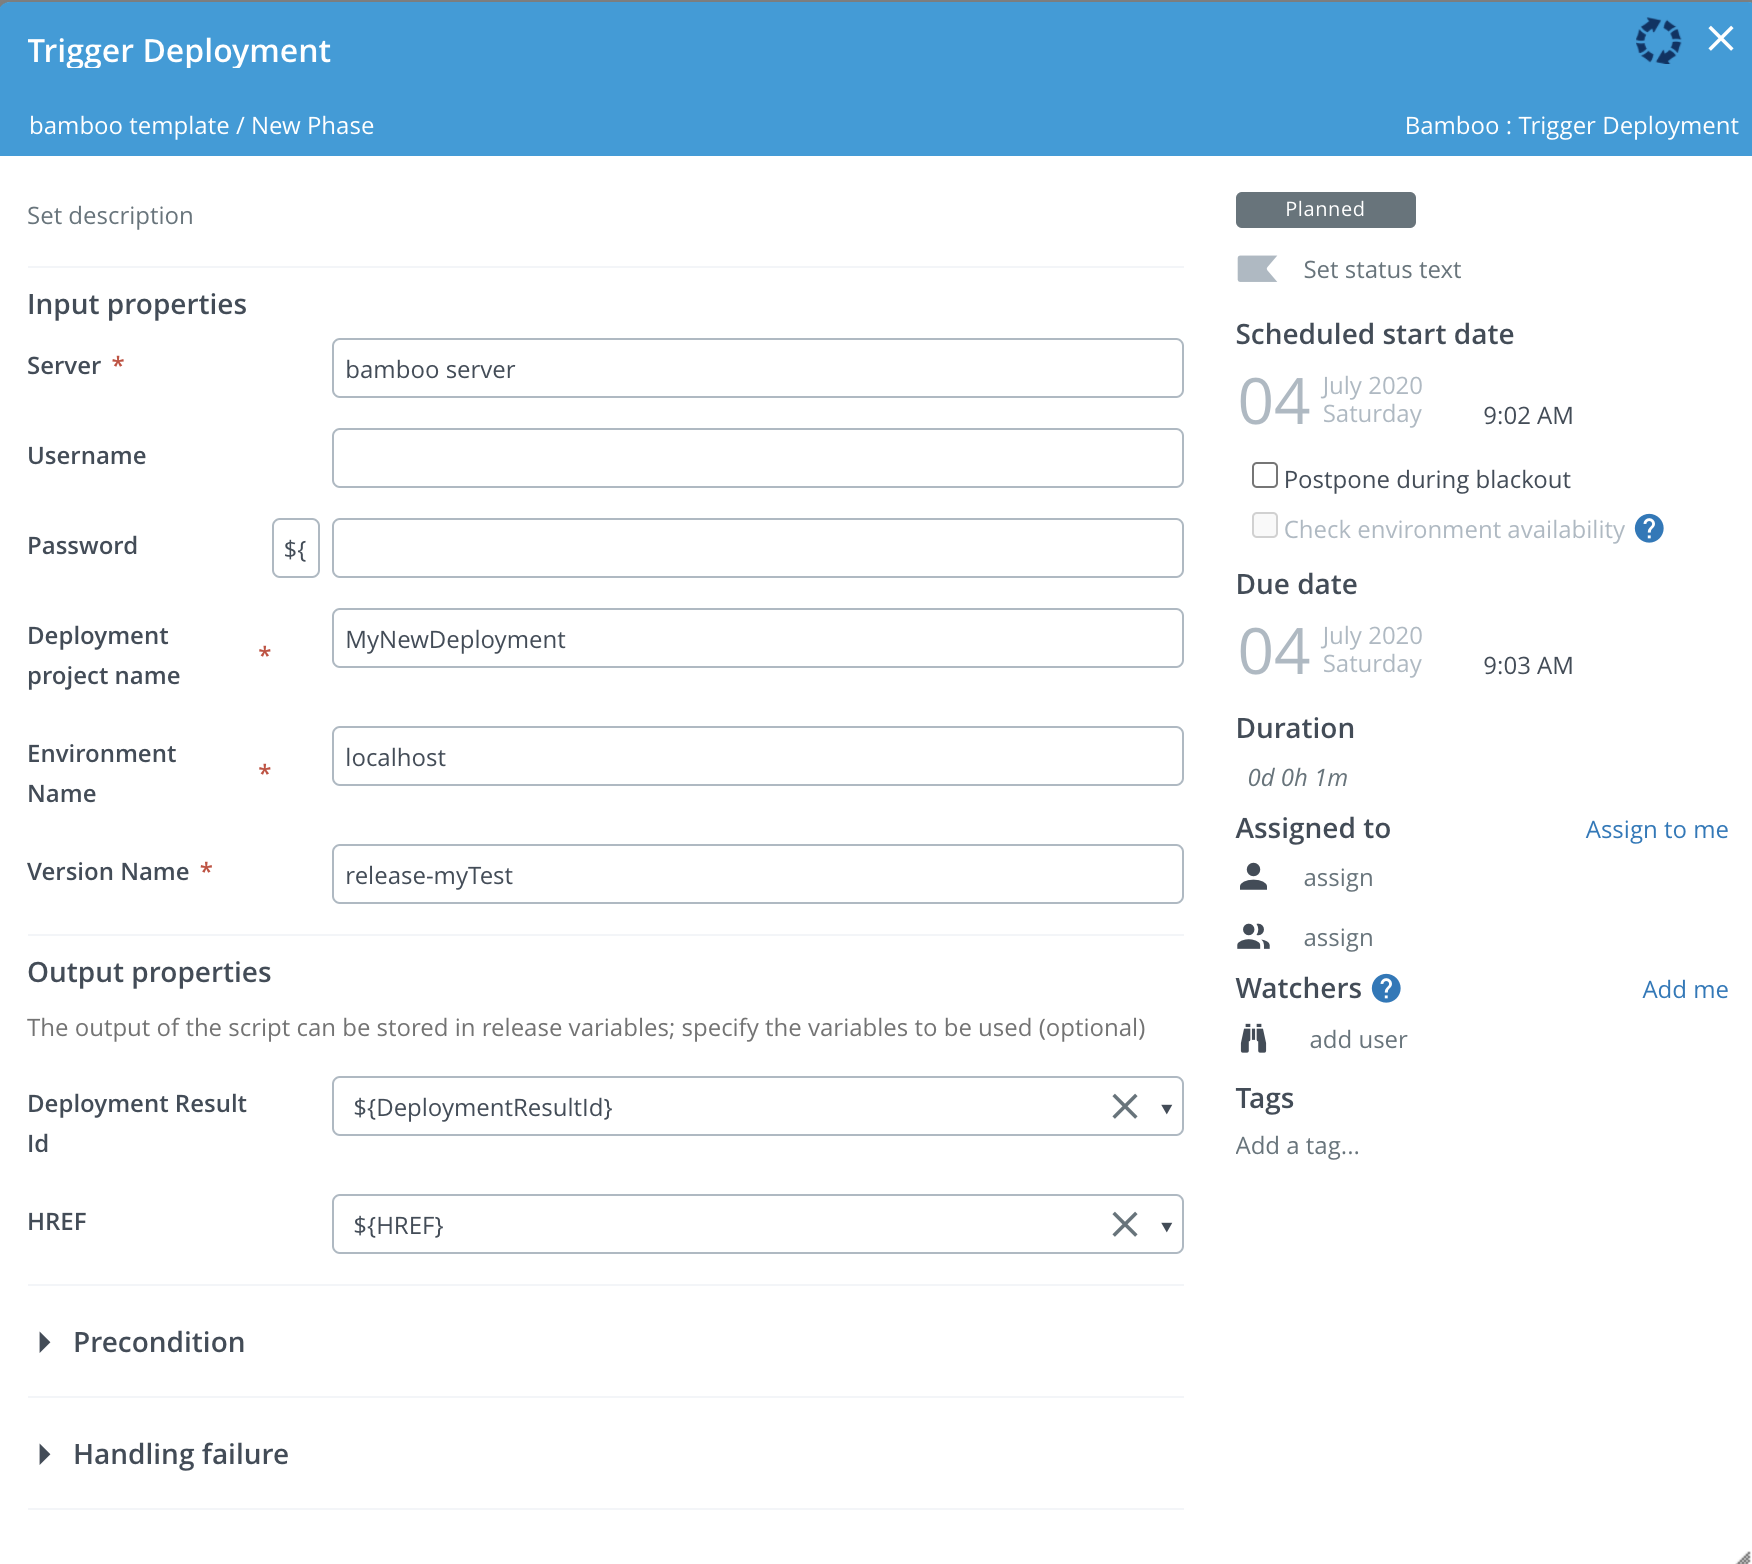 Trigger Deployment
bamboo template / New Phase
Bamboo : Trigger Deployment
Set description
Input properties
Server *
bamboo server
Username
Password
${
Deployment
project name *
MyNewDeployment
Environment
Name *
localhost
Version Name *
release-myTest
Output properties
The output of the script can be stored in release variables; specify the variables to be used (optional)
Deployment Result
Id
${DeploymentResultId}
HREF
${HREF}
Precondition
Handling failure
Planned
Set status text
Scheduled start date
04
July 2020
Saturday
9:02 AM
Postpone during blackout
Check environment availability ?
Due date
04
July 2020
Saturday
9:03 AM
Duration
0d 0h 1m
Assigned to
Assign to me
assign
assign
Watchers ?
Add me
add user
Tags
Add a tag...